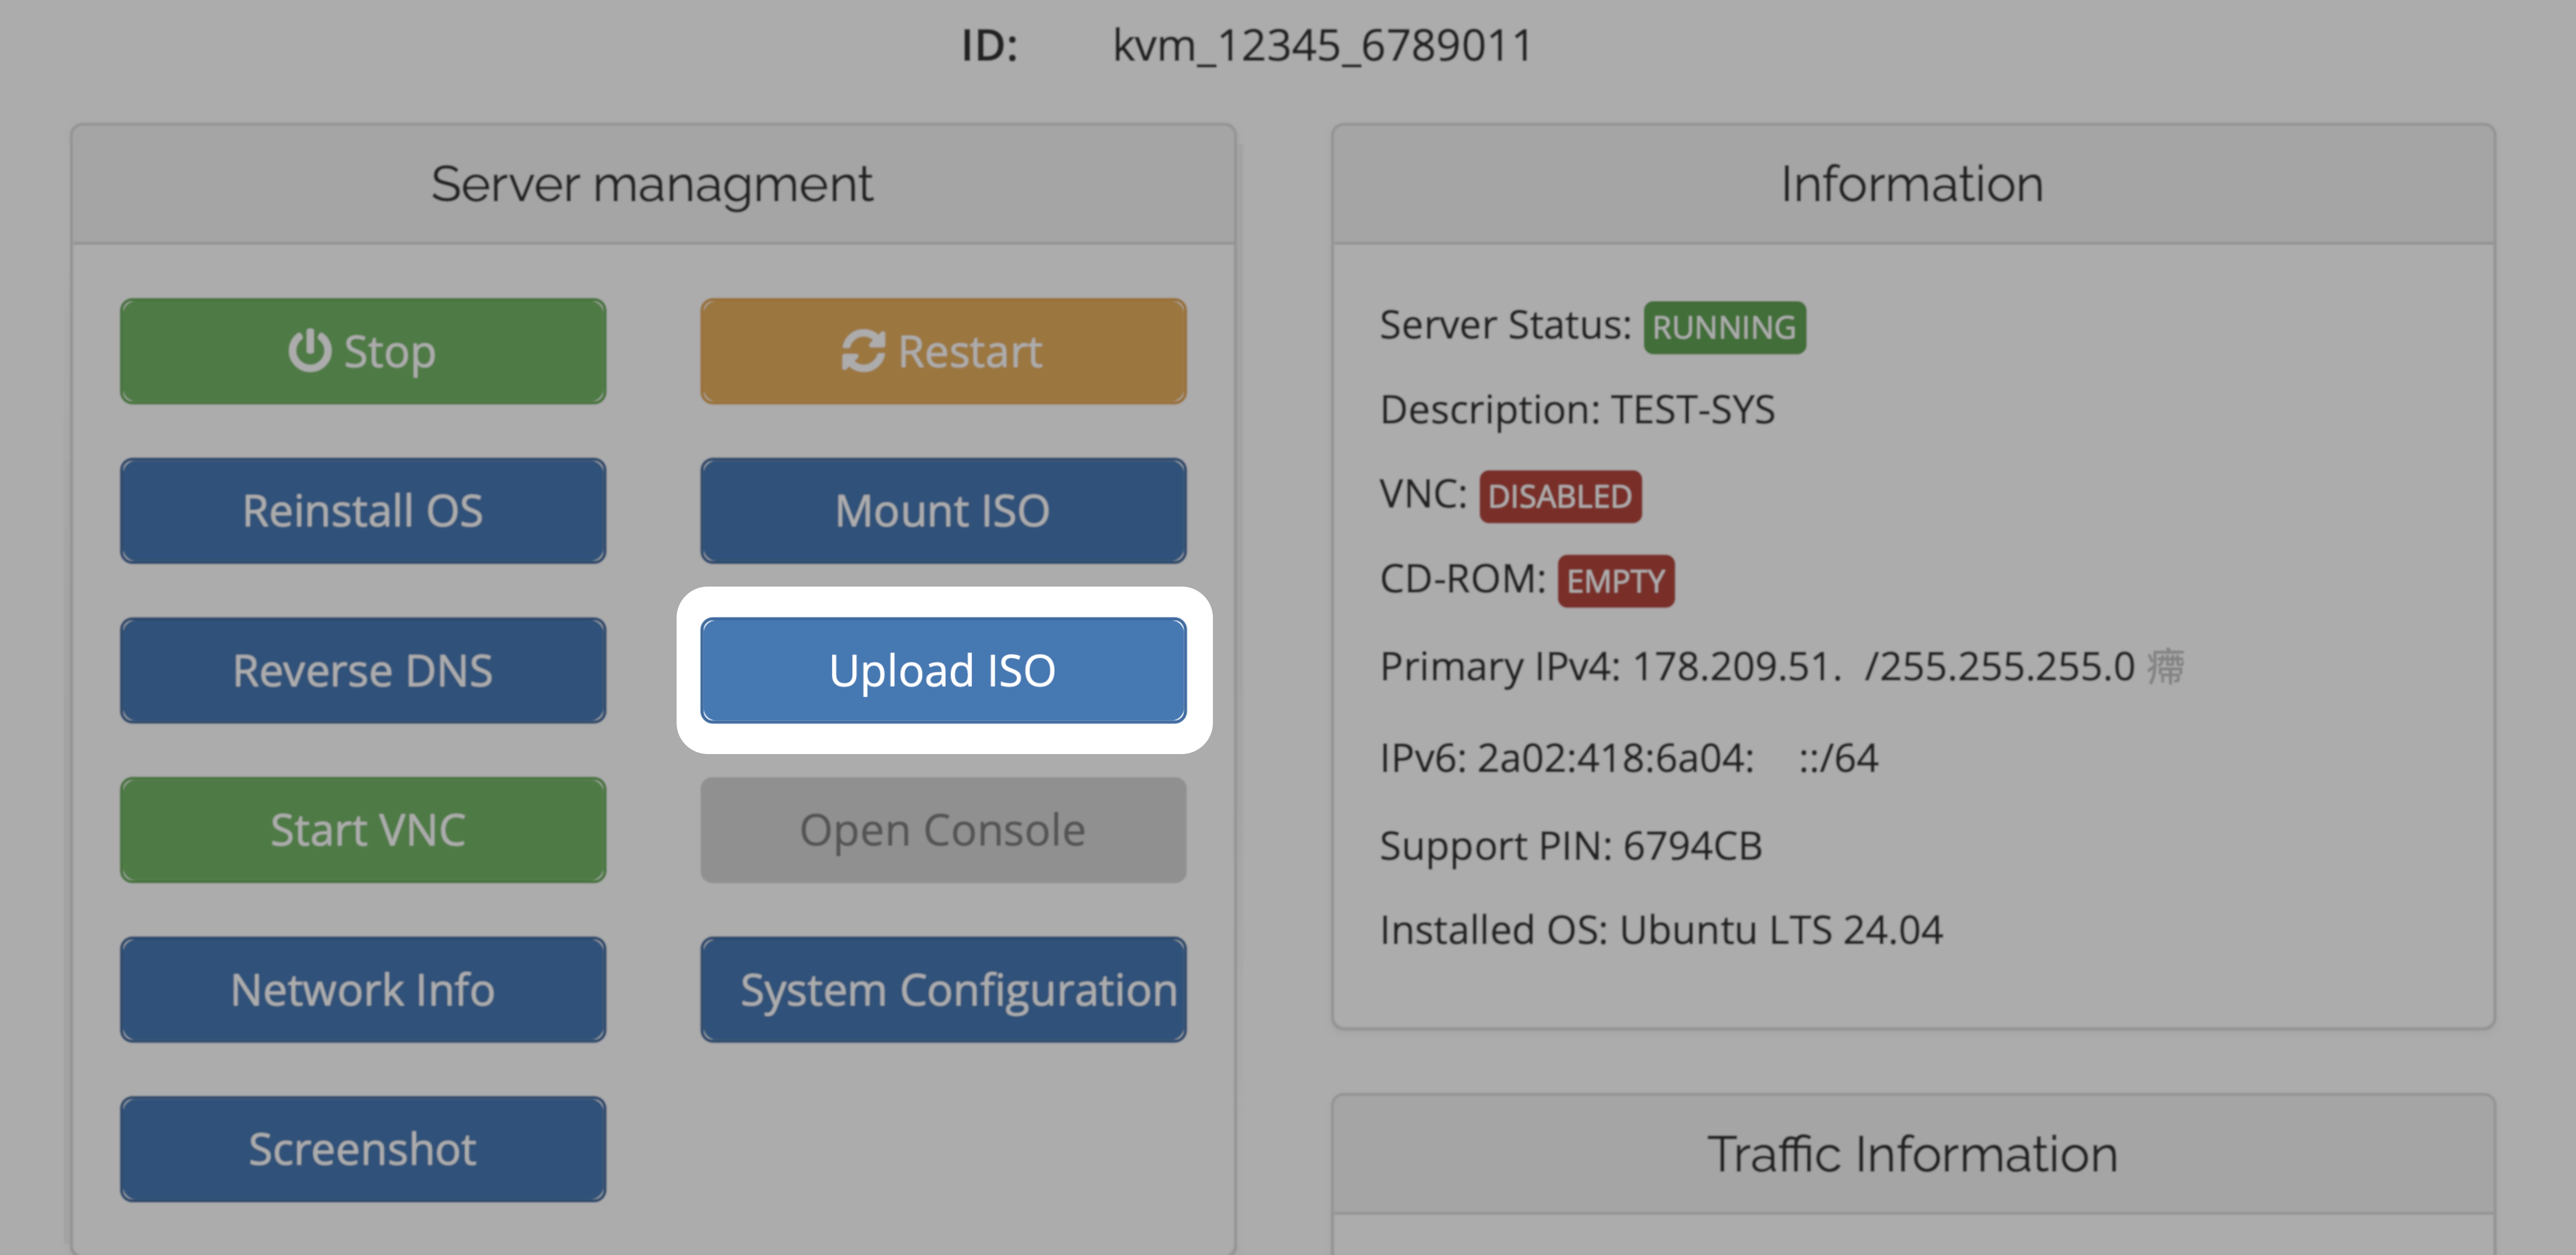 ID: kvm_12345_6789011
Server managment
Stop
Restart
Reinstall OS
Mount ISO
Reverse DNS
Upload ISO
Start VNC
Open Console
Network Info
System Configuration
Screenshot
Information
Server Status: RUNNING
Description: TEST-SYS
VNC: DISABLED
CD-ROM: EMPTY
Primary IPv4: 178.209.51. /255.255.255.0
IPv6: 2a02:418:6a04: ::/64
Support PIN: 6794CB
Installed OS: Ubuntu LTS 24.04
Traffic Information